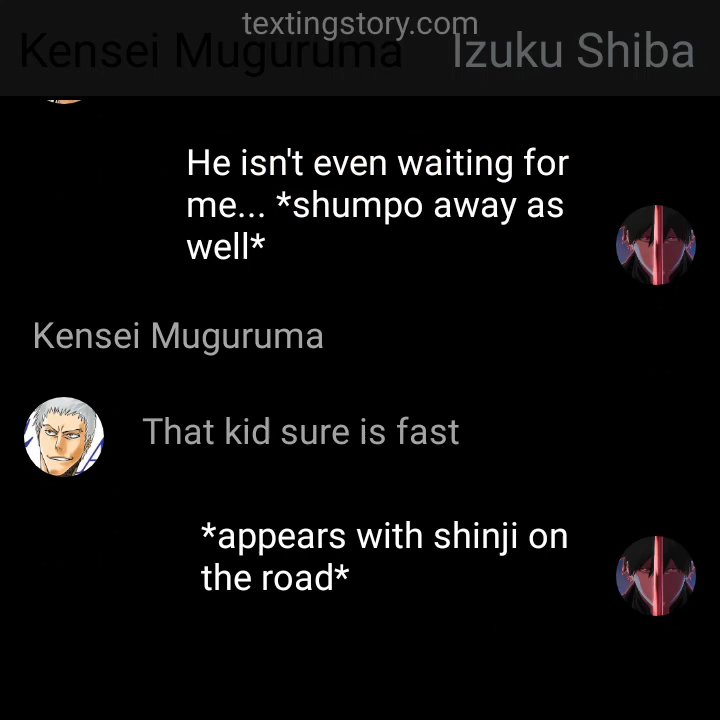 textingstory.com
Kensei Muguruma Izuku Shiba
He isn't even waiting for
me... *shumpo away as
well*
Kensei Muguruma
That kid sure is fast
*appears with shinji on
the road*